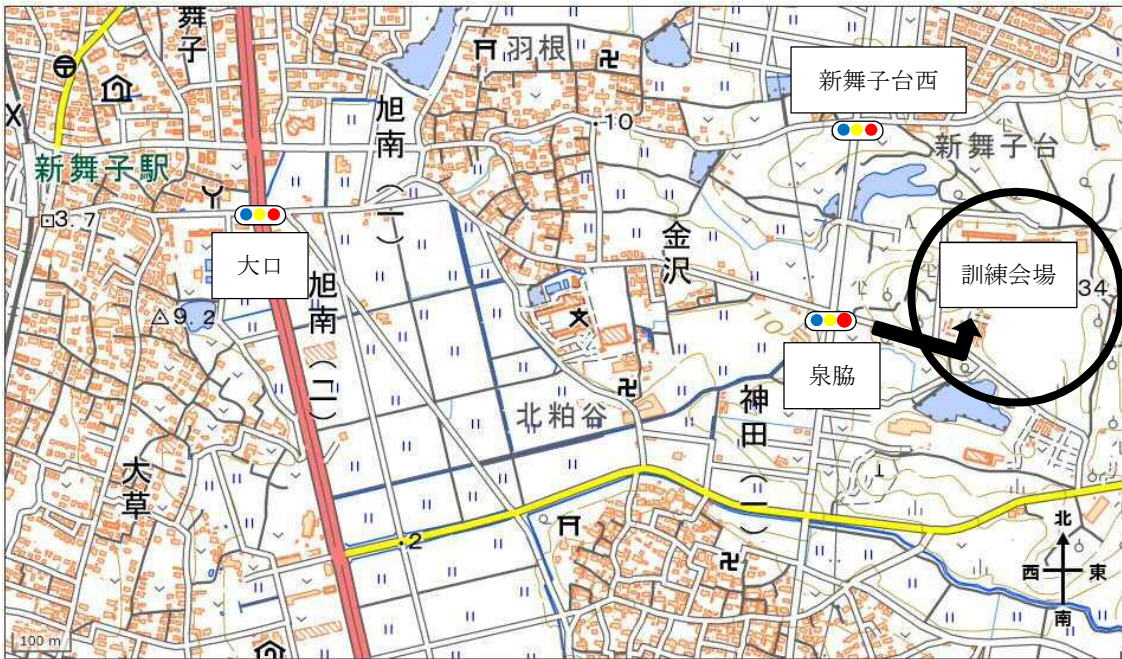 舞子
羽根
新舞子台西
旭南(一)
・10
新舞子台
新舞子駅
3.7
大口
金沢
訓練会場
34
旭南(二)
9.2
10
泉脇
北粕谷
神田(一)
大草
・2
北
西
東
南
100 m